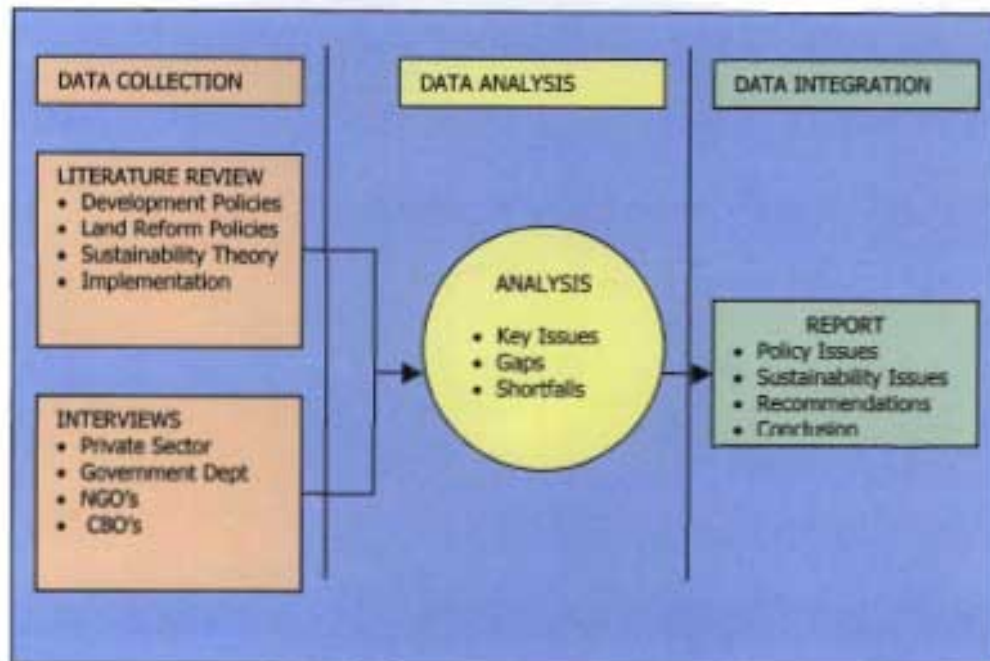 DATA COLLECTION
LITERATURE REVIEW
• Development Policies
• Land Reform Policies
• Sustainability Theory
• Implementation
INTERVIEWS
• Private Sector
• Government Dept
• NGO's
• CBO's
DATA ANALYSIS
ANALYSIS
• Key Issues
• Gaps
• Shortfalls
DATA INTEGRATION
REPORT
• Policy Issues
• Sustainability Issues
• Recommendations
• Conclusion